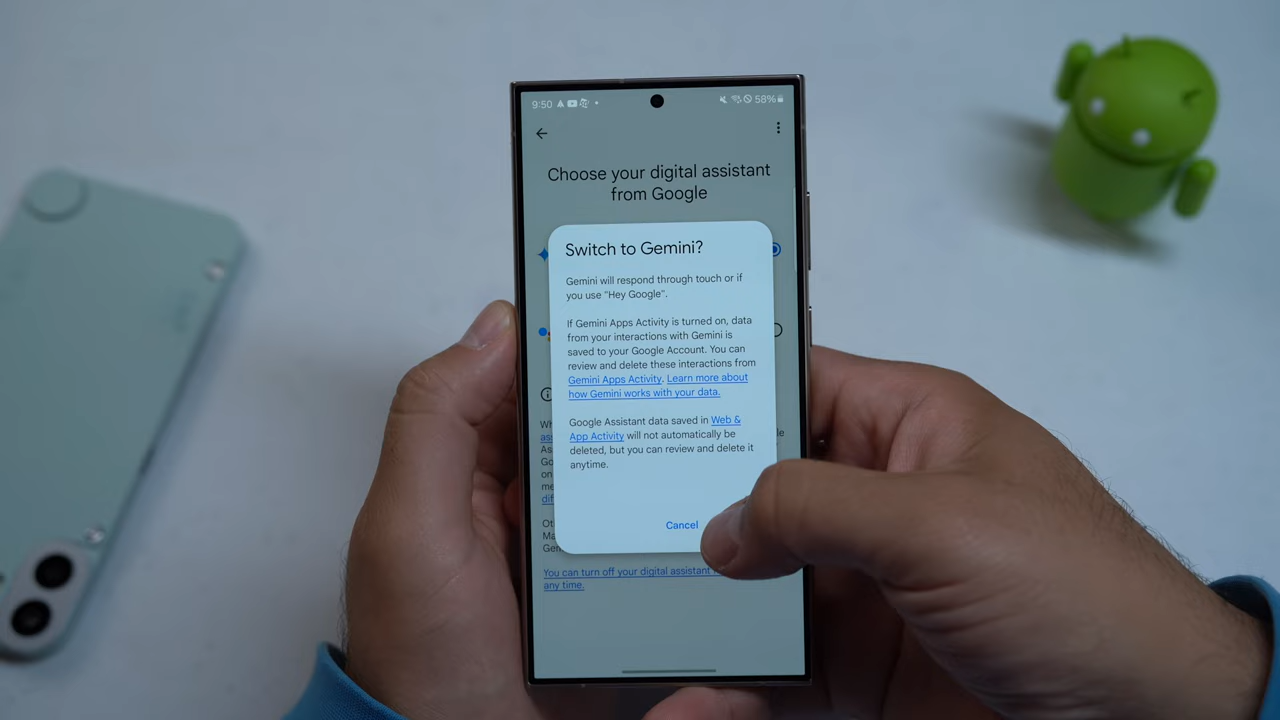 9:50
58%
Choose your digital assistant
from Google
Switch to Gemini?
Gemini will respond through touch or if
you use "Hey Google".
If Gemini Apps Activity is turned on, data
from your interactions with Gemini is
saved to your Google Account. You can
review and delete these interactions from
Gemini Apps Activity. Learn more about
how Gemini works with your data.
Google Assistant data saved in Web &
App Activity will not automatically be
deleted, but you can review and delete it
anytime.
Cancel
You can turn off your digital assistant
any time.